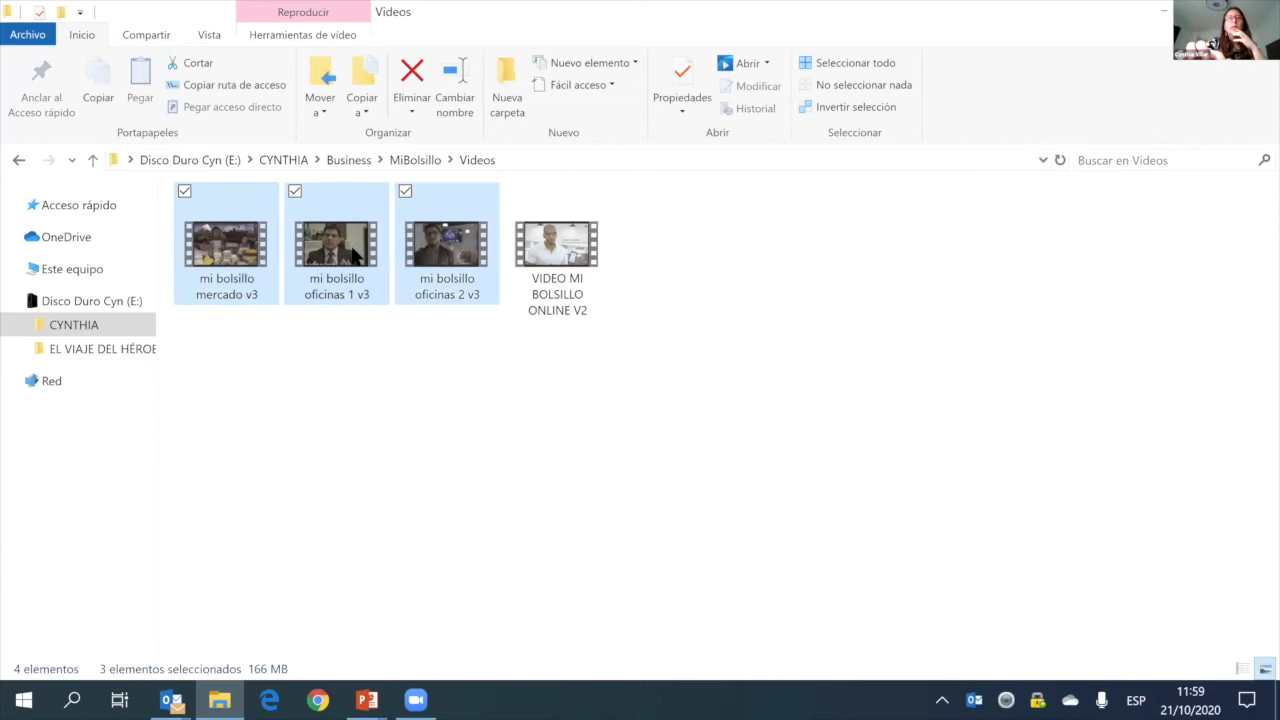 Reproducir
Videos
Archivo
Inicio
Compartir
Vista
Herramientas de vídeo
Cynthia Villar
Anclar al
Acceso rápido
Copiar
Pegar
Cortar
Copiar ruta de acceso
Pegar acceso directo
Portapapeles
Mover
a
Copiar
a
Eliminar
Cambiar
nombre
Organizar
Nueva
carpeta
Nuevo elemento
Fácil acceso
Nuevo
Propiedades
Abrir
Modificar
Historial
Abrir
Seleccionar todo
No seleccionar nada
Invertir selección
Seleccionar
Disco Duro Cyn (E:) CYNTHIA Business MiBolsillo Videos
Buscar en Videos
Acceso rápido
OneDrive
Este equipo
Disco Duro Cyn (E:)
CYNTHIA
EL VIAJE DEL HÉROE
Red
mi bolsillo
mercado v3
mi bolsillo
oficinas 1 v3
mi bolsillo
oficinas 2 v3
VIDEO MI
BOLSILLO
ONLINE V2
4 elementos
3 elementos seleccionados 166 MB
ESP
11:59
21/10/2020